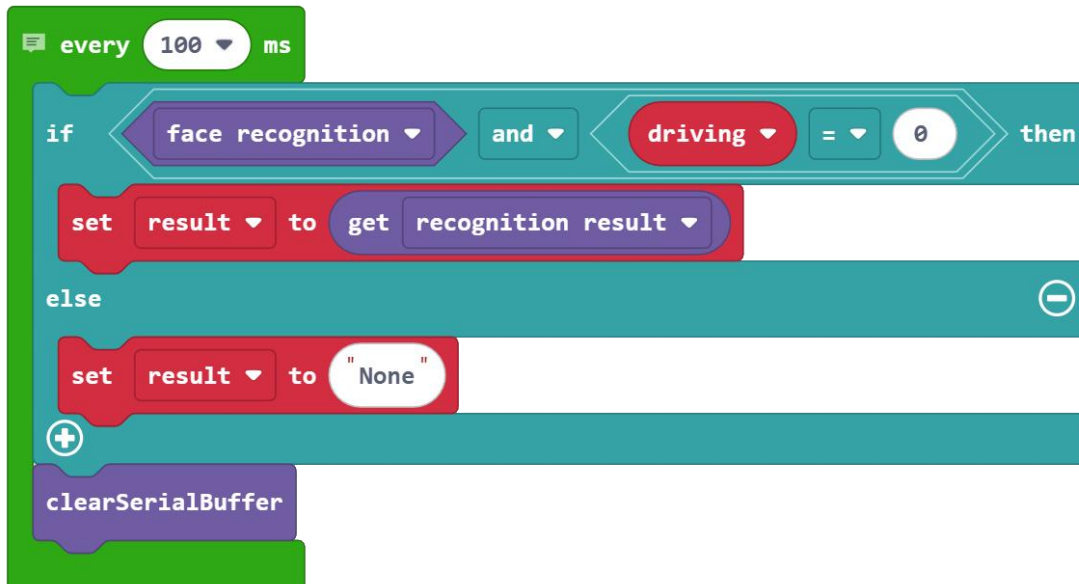 every 100 ms
if face recognition and driving = 0 then
set result to get recognition result
else
set result to "None"
clearSerialBuffer